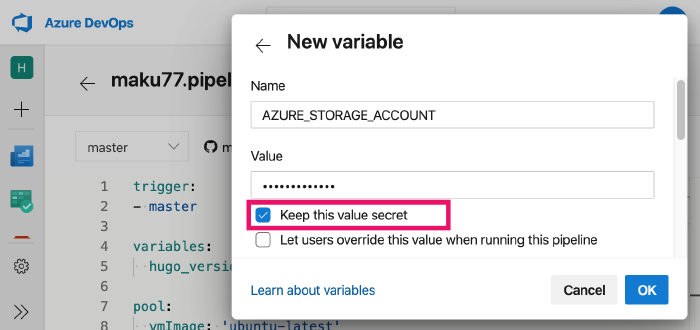 Azure DevOps
New variable
H
maku77.pipel
Name
AZURE_STORAGE_ACCOUNT
master
Value
•••••••••••••
Keep this value secret
Let users override this value when running this pipeline
1 trigger:
2 - master
3
4 variables:
5 hugo_versi
6
7 pool:
8 vmImage: 'ubuntu-latest'
Learn about variables
Cancel
OK